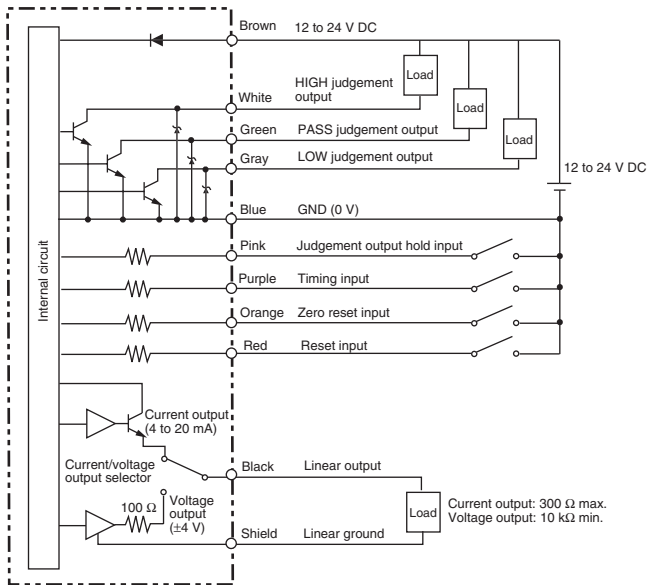 Brown 12 to 24 V DC
Load
HIGH judgement
output
White
Load
Green PASS judgement output
Load
Gray LOW judgement output
12 to 24 V DC
Blue GND (0 V)
Internal circuit
Pink Judgement output hold input
Purple Timing input
Orange Zero reset input
Red Reset input
Current output
(4 to 20 mA)
Current/voltage
output selector
Black Linear output
100 Ω
Voltage
output
(±4 V)
Load
Current output: 300 Ω max.
Voltage output: 10 kΩ min.
Shield Linear ground